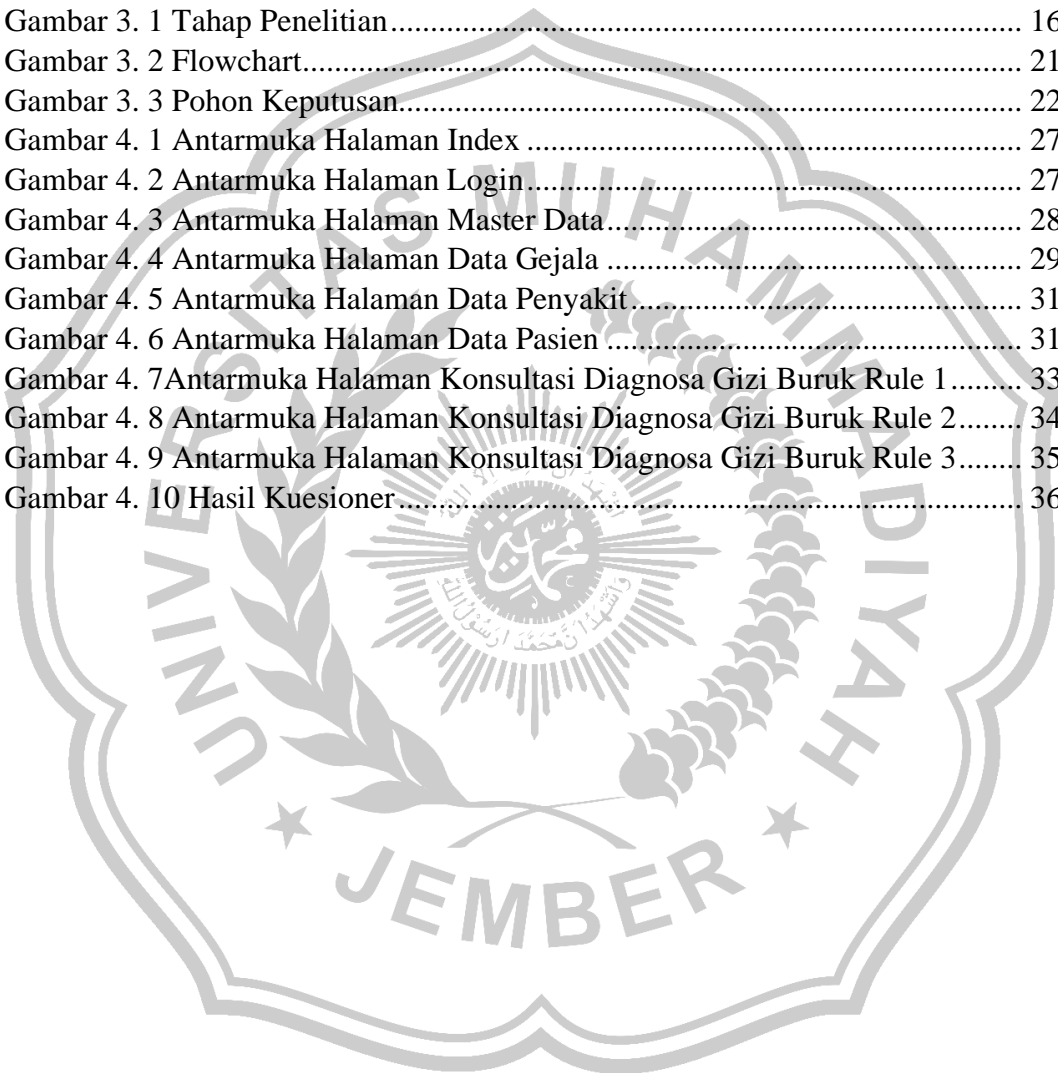 Gambar 3. 1 Tahap Penelitian.................................................................................. 16
Gambar 3. 2 Flowchart............................................................................................. 21
Gambar 3. 3 Pohon Keputusan................................................................................ 22
Gambar 4. 1 Antarmuka Halaman Index ................................................................ 27
Gambar 4. 2 Antarmuka Halaman Login................................................................ 27
Gambar 4. 3 Antarmuka Halaman Master Data..................................................... 28
Gambar 4. 4 Antarmuka Halaman Data Gejala ...................................................... 29
Gambar 4. 5 Antarmuka Halaman Data Penyakit .................................................. 31
Gambar 4. 6 Antarmuka Halaman Data Pasien ..................................................... 31
Gambar 4. 7Antarmuka Halaman Konsultasi Diagnosa Gizi Buruk Rule 1......... 33
Gambar 4. 8 Antarmuka Halaman Konsultasi Diagnosa Gizi Buruk Rule 2........ 34
Gambar 4. 9 Antarmuka Halaman Konsultasi Diagnosa Gizi Buruk Rule 3........ 35
Gambar 4. 10 Hasil Kuesioner................................................................................. 36
UNIVERSITAS MUHAMMADIYAH
JEMBER